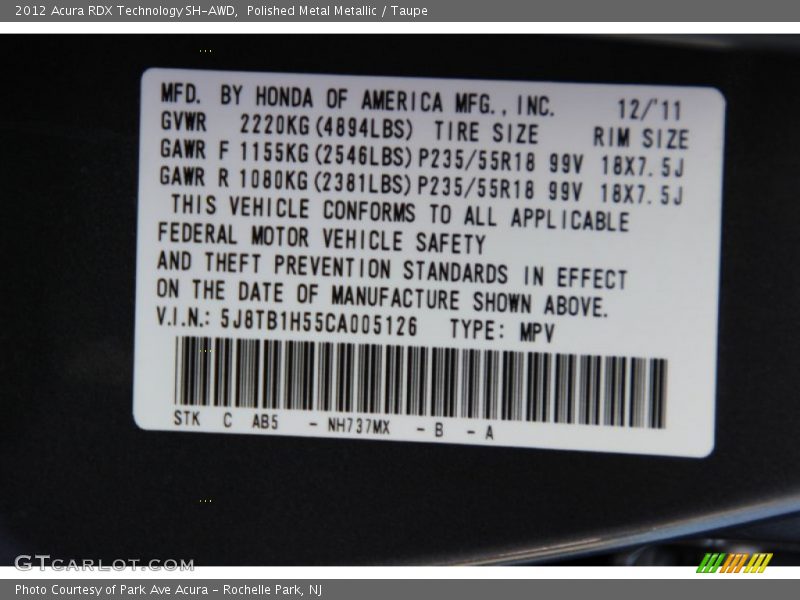 2012 Acura RDX Technology SH-AWD,  Polished Metal Metallic / Taupe
MFD. BY HONDA OF AMERICA MFG., INC. 12/'11
GVWR 2220KG(4894LBS) TIRE SIZE RIM SIZE
GAWR F 1155KG(2546LBS) P235/55R18 99V 18X7.5J
GAWR R 1080KG(2381LBS) P235/55R18 99V 18X7.5J
THIS VEHICLE CONFORMS TO ALL APPLICABLE
FEDERAL MOTOR VEHICLE SAFETY
AND THEFT PREVENTION STANDARDS IN EFFECT
ON THE DATE OF MANUFACTURE SHOWN ABOVE.
V.I.N.: 5J8TB1H55CA005126 TYPE: MPV
STK C AB5 - NH737MX - B - A
GTCARLOT.COM
Photo Courtesy of Park Ave Acura - Rochelle Park, NJ